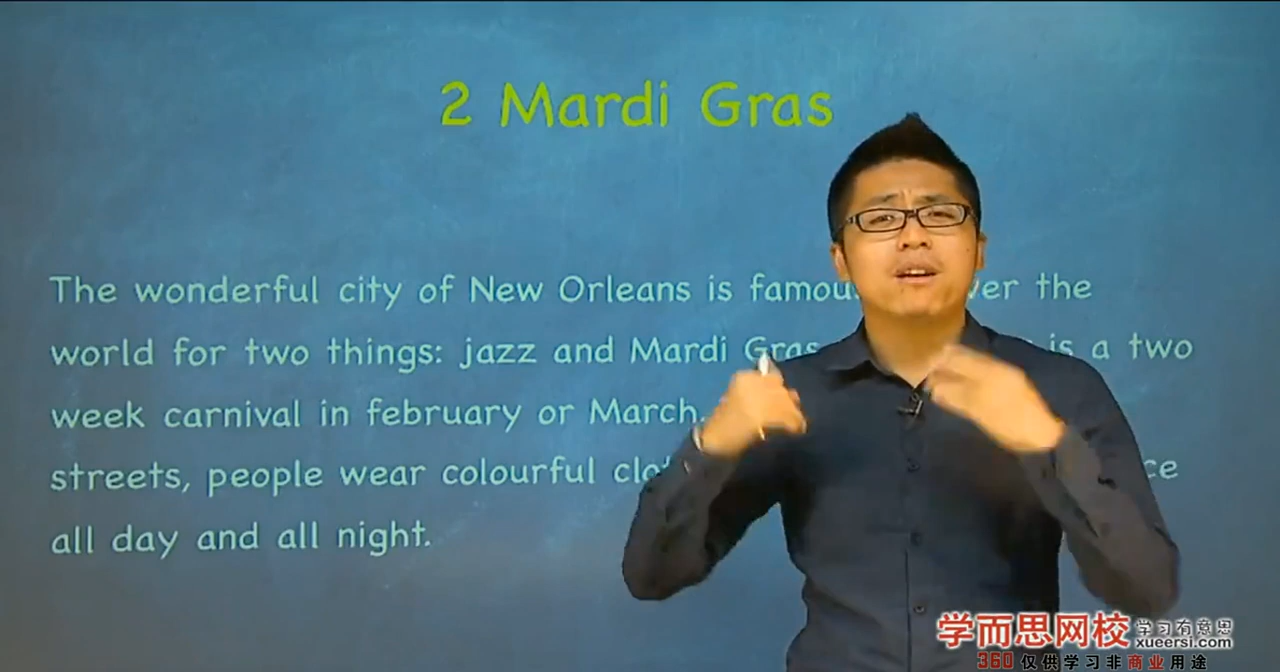 2 Mardi Gras
The wonderful city of New Orleans is famou ver the
world for two things: jazz and Mardi Gras is a two
week carnival in february or March.
streets, people wear colourful clot ce
all day and all night.
学而思网校 学习有意思
xueersi.com
360 仅供学习非商业用途